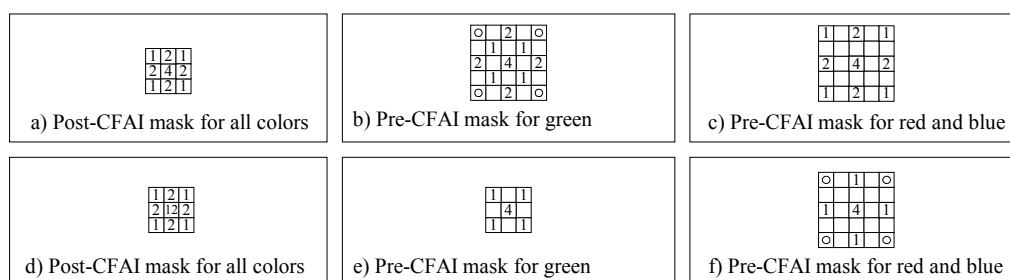 1 2 1
2 4 2
1 2 1
a) Post-CFAI mask for all colors
○ 2 ○
1 1
2 4 2
1 1
○ 2 ○
b) Pre-CFAI mask for green
1 2 1
2 4 2
1 2 1
c) Pre-CFAI mask for red and blue
1 2 1
2 12 2
1 2 1
d) Post-CFAI mask for all colors
1 1
4
1 1
e) Pre-CFAI mask for green
○ 1 ○
1 4 1
○ 1 ○
f) Pre-CFAI mask for red and blue